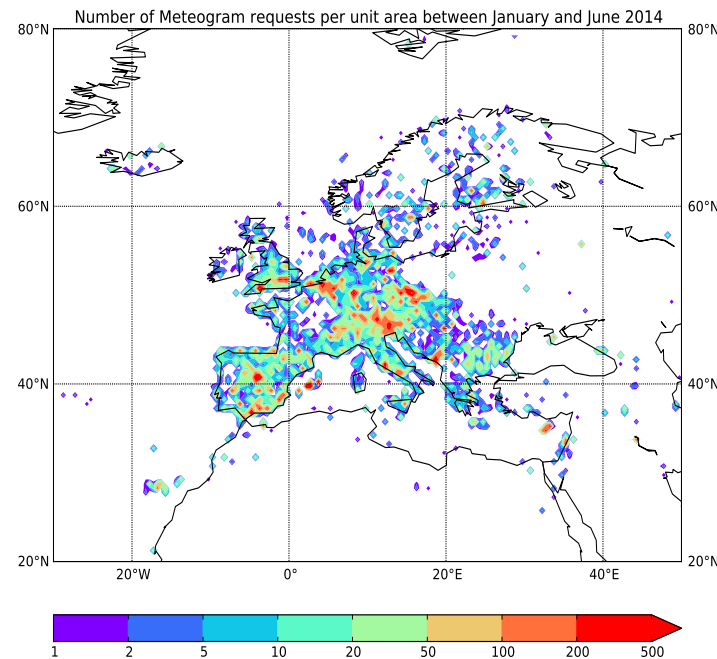 Number of Meteogram requests per unit area between January and June 2014
80°N 80°N
60°N 60°N
40°N 40°N
20°N 20°N
20°W 0° 20°E 40°E
1 2 5 10 20 50 100 200 500